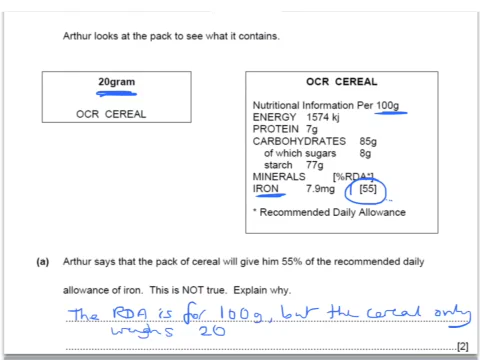 Arthur looks at the pack to see what it contains.
20gram
OCR CEREAL
OCR CEREAL
Nutritional Information Per 100g
ENERGY 1574 kj
PROTEIN 7g
CARBOHYDRATES 85g
of which sugars 8g
starch 77g
MINERALS [%RDA*]
IRON 7.9mg [55]
* Recommended Daily Allowance
(a) Arthur says that the pack of cereal will give him 55% of the recommended daily
allowance of iron. This is NOT true. Explain why.
The RDA is for 100g, but the cereal only
weighs 20
[2]